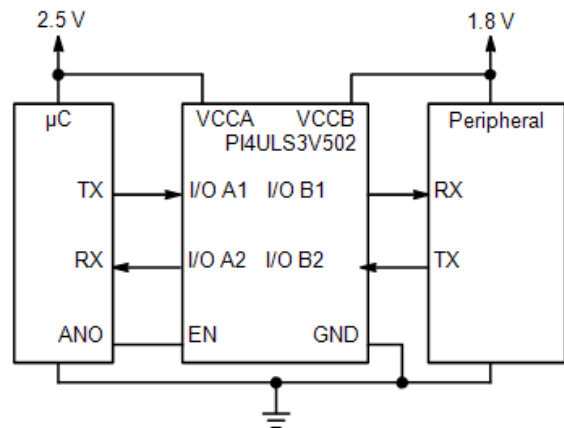 2.5 V 1.8 V
µC VCCA VCCB Peripheral
PI4ULS3V502
TX I/O A1 I/O B1 RX
RX I/O A2 I/O B2 TX
ANO EN GND